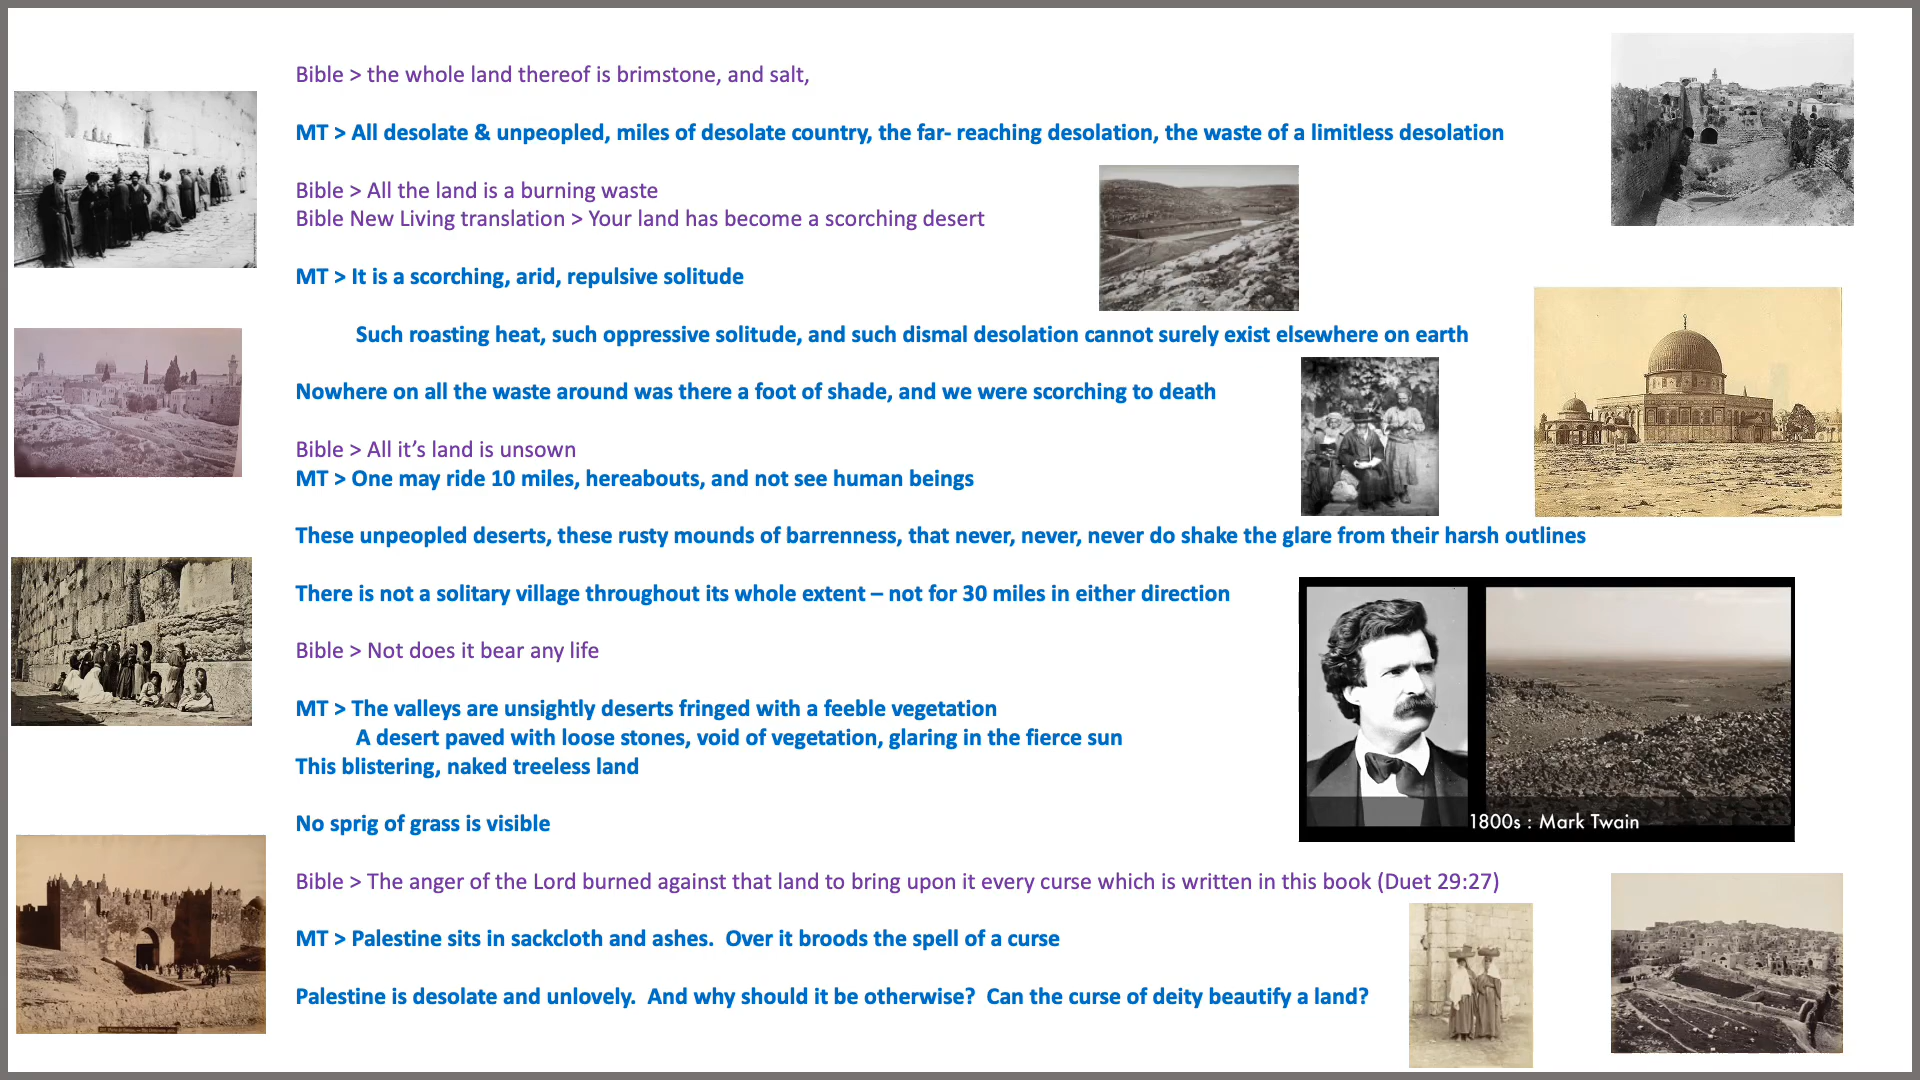 Bible > the whole land thereof is brimstone, and salt,
MT > All desolate & unpeopled, miles of desolate country, the far- reaching desolation, the waste of a limitless desolation
Bible > All the land is a burning waste
Bible New Living translation > Your land has become a scorching desert
MT > It is a scorching, arid, repulsive solitude
Such roasting heat, such oppressive solitude, and such dismal desolation cannot surely exist elsewhere on earth
Nowhere on all the waste around was there a foot of shade, and we were scorching to death
Bible > All it’s land is unsown
MT > One may ride 10 miles, hereabouts, and not see human beings
These unpeopled deserts, these rusty mounds of barrenness, that never, never, never do shake the glare from their harsh outlines
There is not a solitary village throughout its whole extent – not for 30 miles in either direction
Bible > Not does it bear any life
MT > The valleys are unsightly deserts fringed with a feeble vegetation
A desert paved with loose stones, void of vegetation, glaring in the fierce sun
This blistering, naked treeless land
No sprig of grass is visible
1800s : Mark Twain
Bible > The anger of the Lord burned against that land to bring upon it every curse which is written in this book (Duet 29:27)
MT > Palestine sits in sackcloth and ashes.  Over it broods the spell of a curse
Palestine is desolate and unlovely.  And why should it be otherwise?  Can the curse of deity beautify a land?